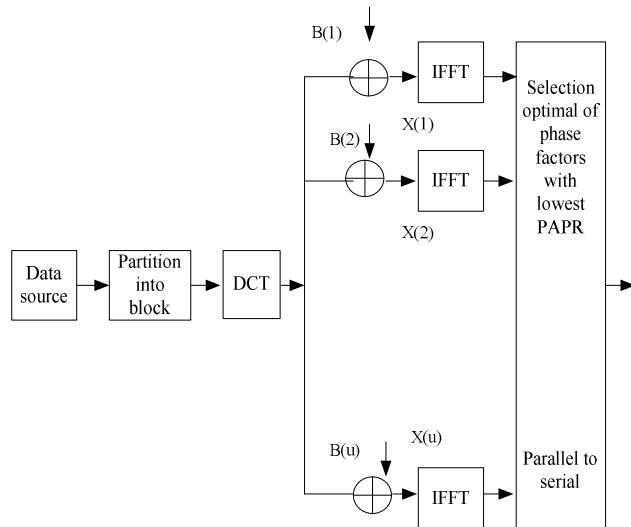 B(1)
IFFT
X(1)
B(2)
IFFT
X(2)
Data
source
Partition
into
block
DCT
Selection
optimal of
phase
factors
with
lowest
PAPR
B(u)
X(u)
IFFT
Parallel to
serial